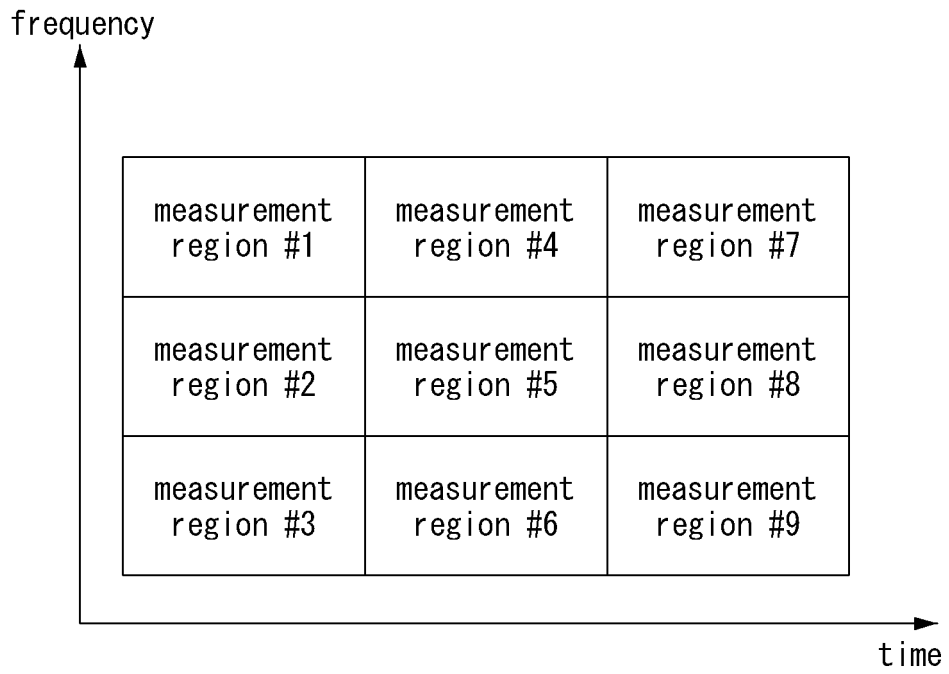 frequency
measurement
region #1
measurement
region #4
measurement
region #7
measurement
region #2
measurement
region #5
measurement
region #8
measurement
region #3
measurement
region #6
measurement
region #9
time